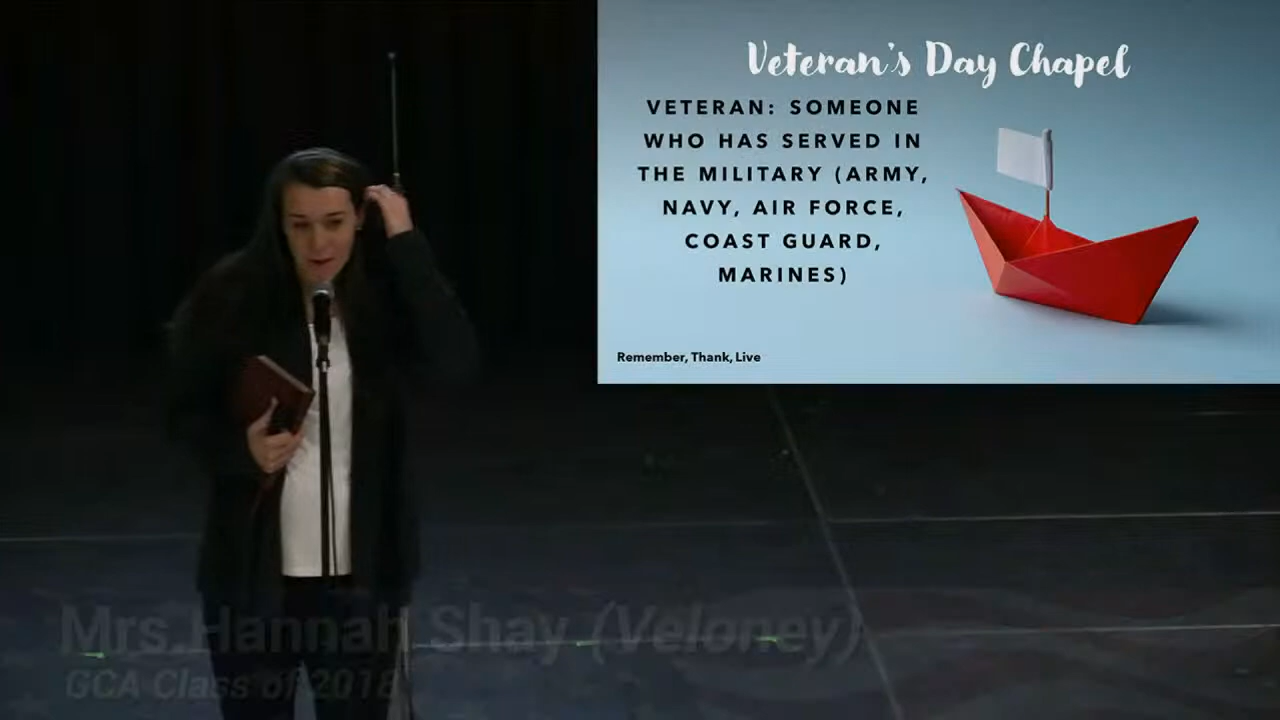 Veteran's Day Chapel
VETERAN: SOMEONE
WHO HAS SERVED IN
THE MILITARY (ARMY,
NAVY, AIR FORCE,
COAST GUARD,
MARINES)
Remember, Thank, Live
Mrs.Hannah Shay (Veloney)
GCA Class of 2018